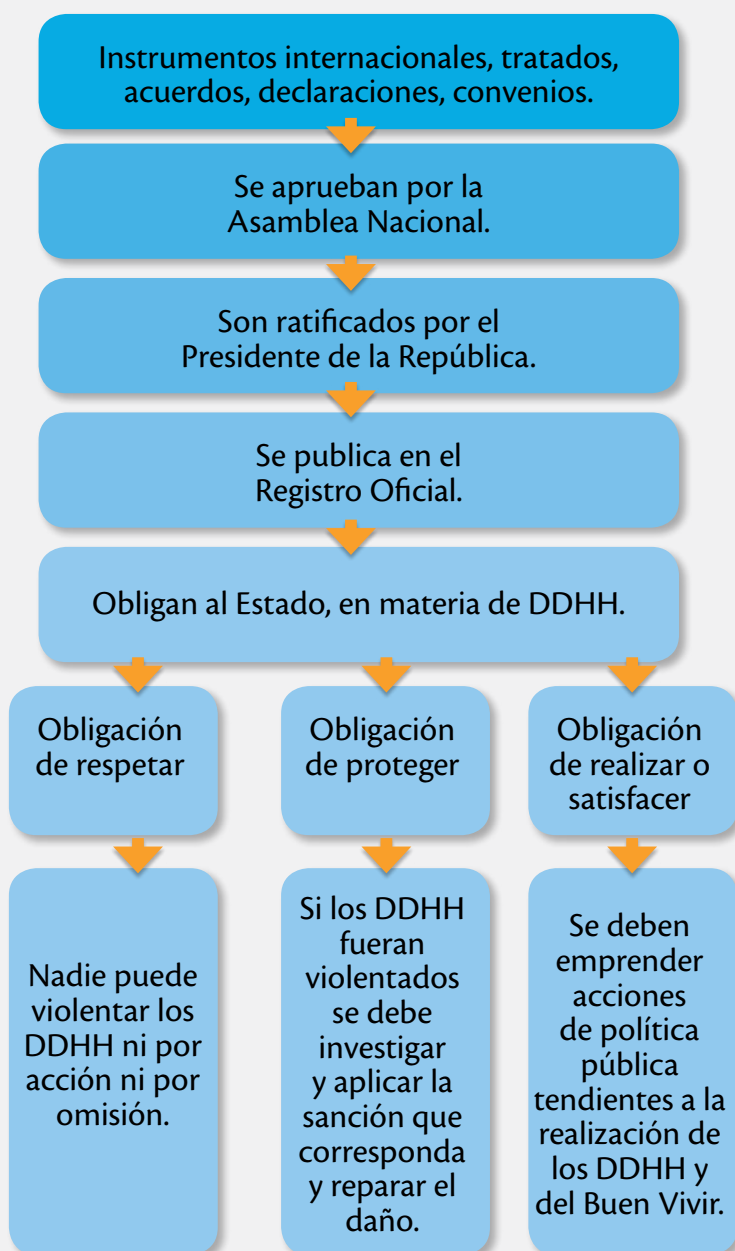 Instrumentos internacionales, tratados,
acuerdos, declaraciones, convenios.
Se aprueban por la
Asamblea Nacional.
Son ratificados por el
Presidente de la República.
Se publica en el
Registro Oficial.
Obligan al Estado, en materia de DDHH.
Obligación
de respetar
Obligación
de proteger
Obligación
de realizar o
satisfacer
Nadie puede
violentar los
DDHH ni por
acción ni por
omisión.
Si los DDHH
fueran
violentados
se debe
investigar
y aplicar la
sanción que
corresponda
y reparar el
daño.
Se deben
emprender
acciones
de política
pública
tendientes a la
realización de
los DDHH y
del Buen Vivir.